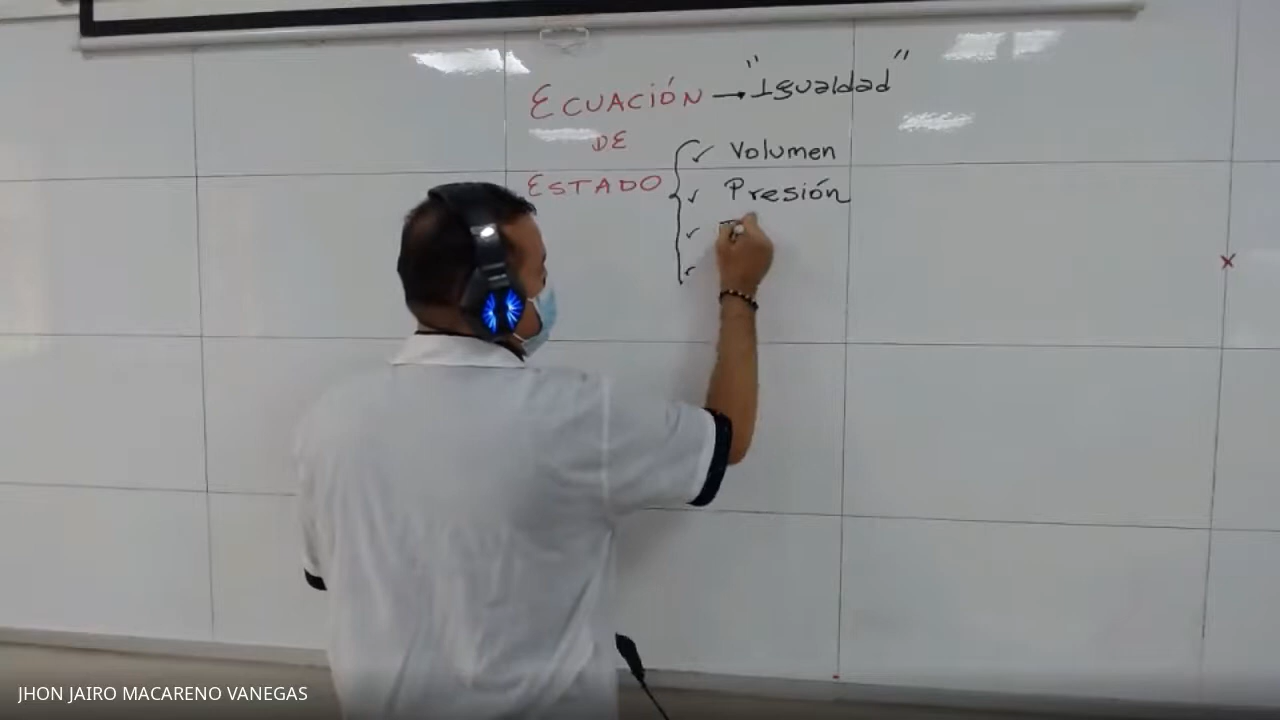 ECUACIÓN → "Igualdad"
DE
ESTADO
✓ Volumen
✓ Presión
✓
✓
x
JHON JAIRO MACARENO VANEGAS